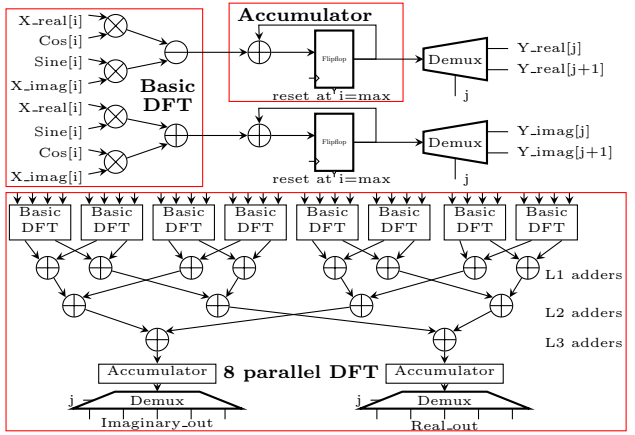 X_real[i]
Cos[i]
Sine[i]
X_imag[i]
Basic
DFT
X_real[i]
Sine[i]
Cos[i]
X_imag[i]
Accumulator
Flipflop
reset at i=max
Demux
j
Y_real[j]
Y_real[j+1]
Flipflop
reset at i=max
Demux
j
Y_imag[j]
Y_imag[j+1]
Basic
DFT
Basic
DFT
Basic
DFT
Basic
DFT
Basic
DFT
Basic
DFT
Basic
DFT
Basic
DFT
L1 adders
L2 adders
L3 adders
Accumulator
8 parallel DFT
Accumulator
j
Demux
j
Demux
Imaginary_out
Real_out